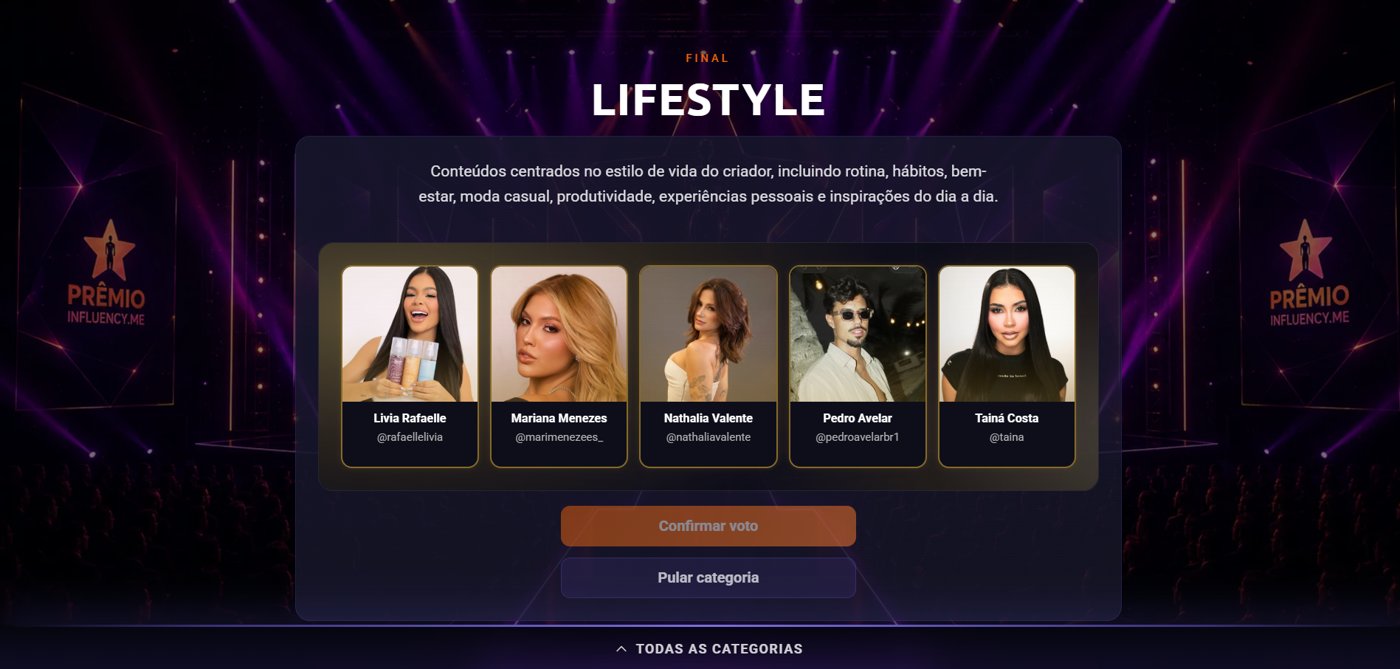 FINAL
LIFESTYLE
Conteúdos centrados no estilo de vida do criador, incluindo rotina, hábitos, bem-
estar, moda casual, produtividade, experiências pessoais e inspirações do dia a dia.
PRÊMIO
INFLUENCY.ME
PRÊMIO
INFLUENCY.ME
Livia Rafaelle
@rafaellelivia
Mariana Menezes
@marimenezees_
Nathalia Valente
@nathaliavalente
Pedro Avelar
@pedroavelarbr1
Tainá Costa
@taina
Confirmar voto
Pular categoria
TODAS AS CATEGORIAS